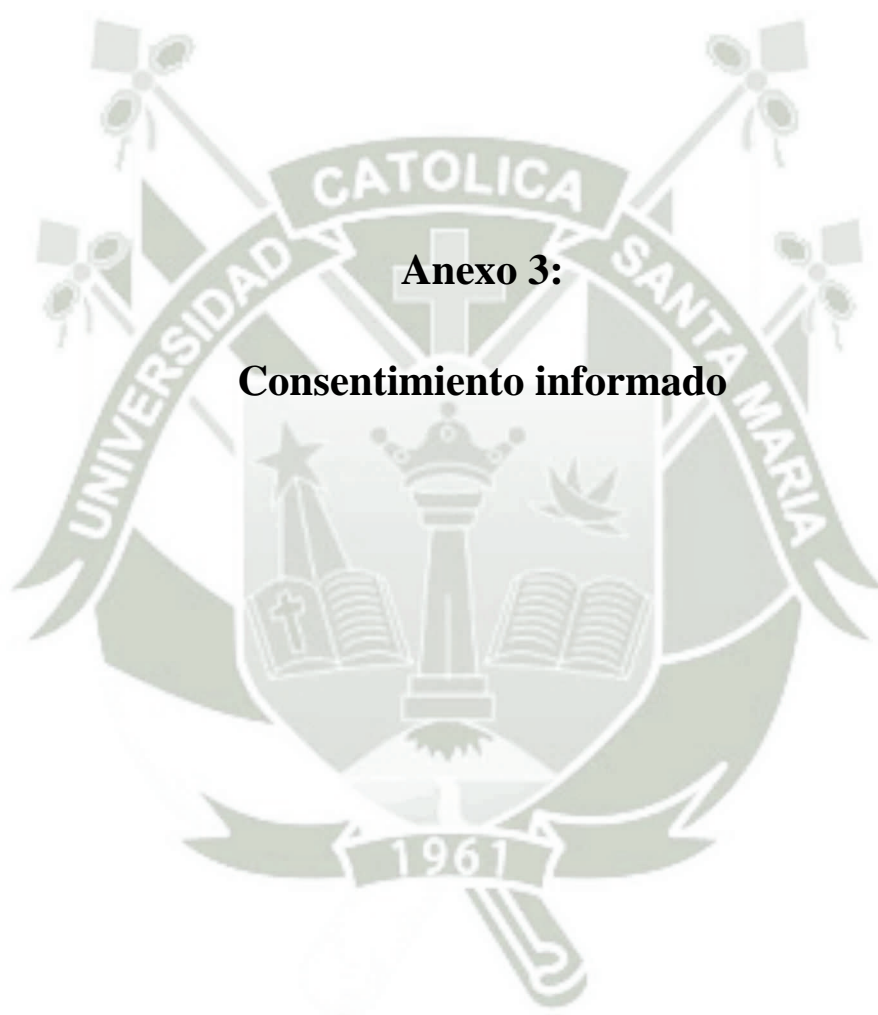 CATOLICA
UNIVERSIDAD
SANTA MARIA
Anexo 3:
Consentimiento informado
1961